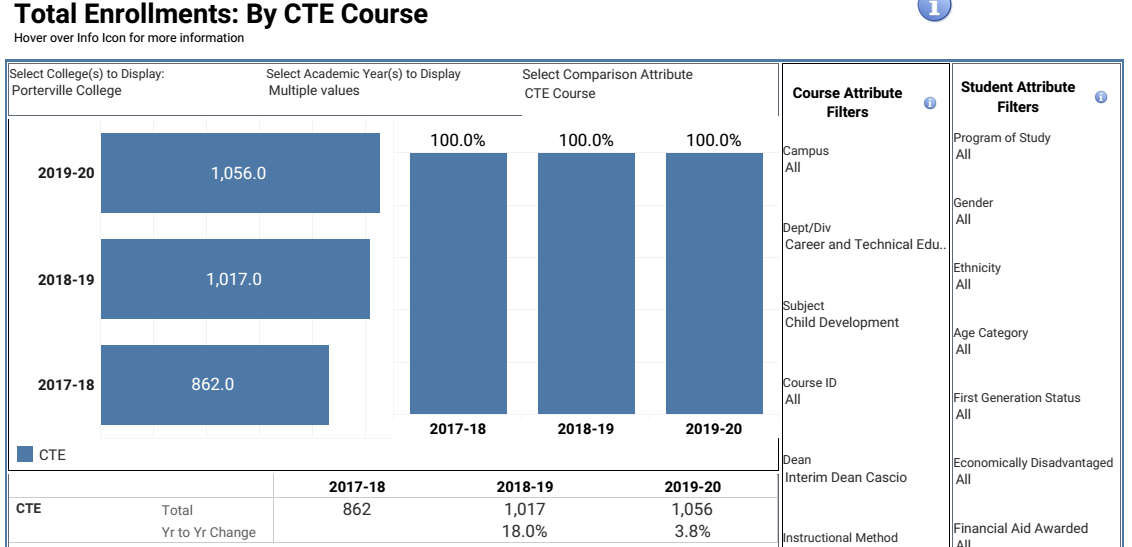 Total Enrollments: By CTE Course
Hover over Info Icon for more information
Select College(s) to Display:
Porterville College
Select Academic Year(s) to Display
Multiple values
Select Comparison Attribute
CTE Course
2019-20
1,056.0
2018-19
1,017.0
2017-18
862.0
100.0%
100.0%
100.0%
2017-18
2018-19
2019-20
CTE
2017-18 2018-19 2019-20
CTE Total 862 1,017 1,056
Yr to Yr Change 18.0% 3.8%
Course Attribute
Filters
Campus
All
Dept/Div
Career and Technical Edu..
Subject
Child Development
Course ID
All
Dean
Interim Dean Cascio
Instructional Method
Student Attribute
Filters
Program of Study
All
Gender
All
Ethnicity
All
Age Category
All
First Generation Status
All
Economically Disadvantaged
All
Financial Aid Awarded
All